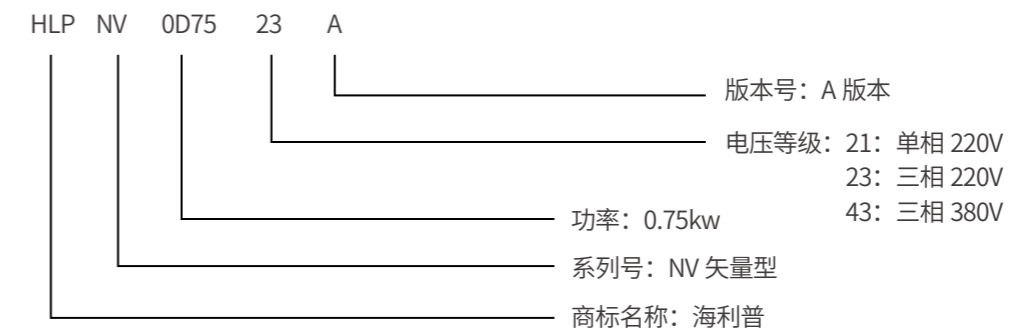 HLP NV 0D75 23 A
版本号：A 版本
电压等级：21：单相 220V
23：三相 220V
43：三相 380V
功率：0.75kw
系列号：NV 矢量型
商标名称：海利普